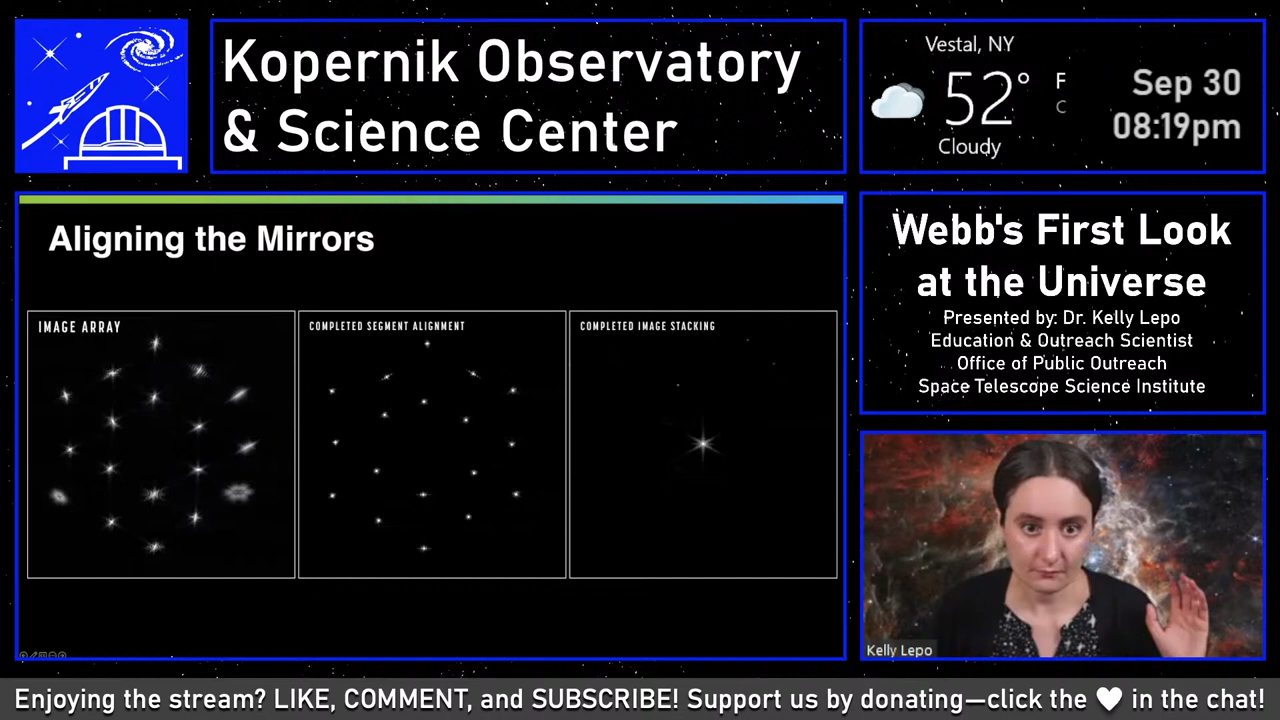 Kopernik Observatory
& Science Center
Vestal, NY
52° F
C
Cloudy
Sep 30
08:19pm
Aligning the Mirrors
IMAGE ARRAY
COMPLETED SEGMENT ALIGNMENT
COMPLETED IMAGE STACKING
Webb's First Look
at the Universe
Presented by: Dr. Kelly Lepo
Education & Outreach Scientist
Office of Public Outreach
Space Telescope Science Institute
Kelly Lepo
Enjoying the stream? LIKE, COMMENT, and SUBSCRIBE! Support us by donating—click the ♥ in the chat!